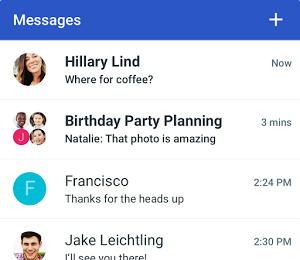 Messages +
Hillary Lind
Now
Where for coffee?
Birthday Party Planning
3 mins
Natalie: That photo is amazing
J
F
Francisco
2:24 PM
Thanks for the heads up
Jake Leichtling
2:30 PM
I'll see you there!